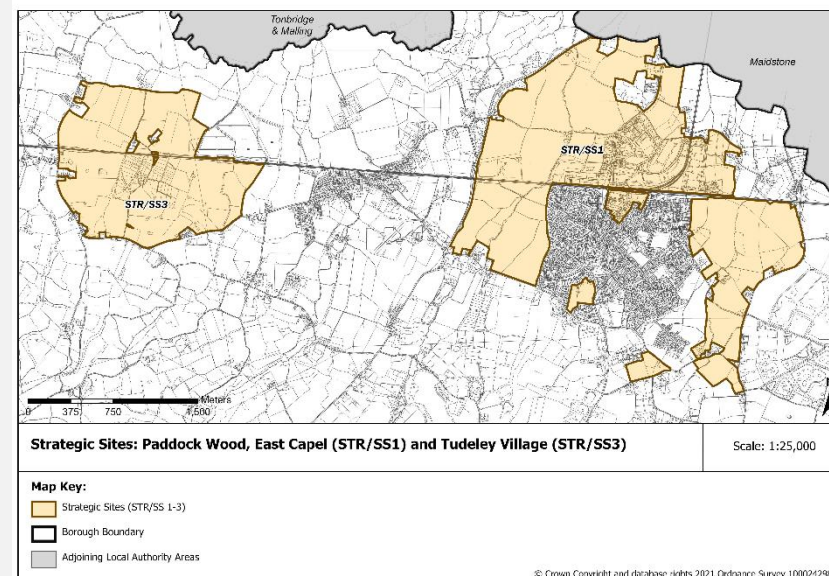 Tonbridge
& Malling
Maidstone
STR/SS1
STR/SS3
Meters
0 375 750 1,500
Strategic Sites: Paddock Wood, East Capel (STR/SS1) and Tudeley Village (STR/SS3)
Scale: 1:25,000
Map Key:
Strategic Sites (STR/SS 1-3)
Borough Boundary
Adjoining Local Authority Areas
© Crown Copyright and database rights 2021 Ordnance Survey 100024298